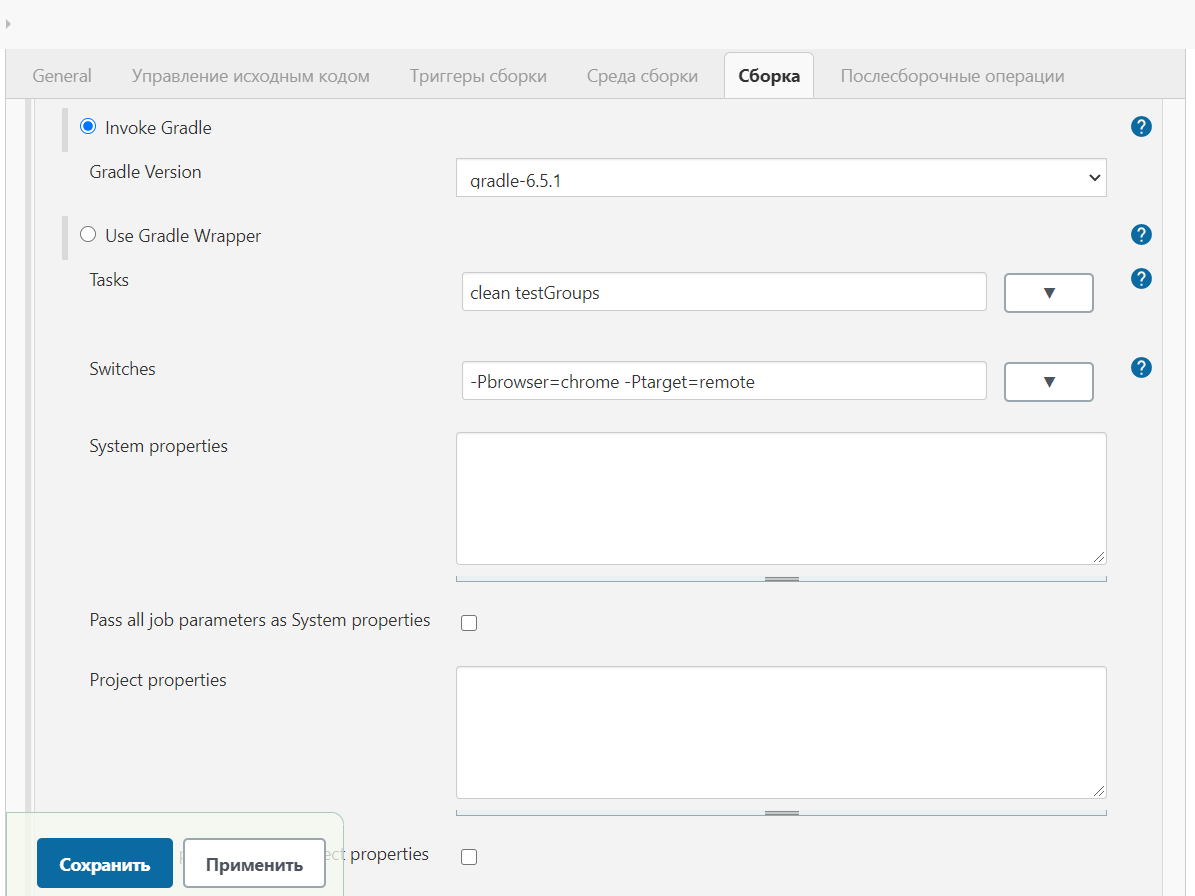 General Управление исходным кодом Триггеры сборки Среда сборки Сборка Послесборочные операции
Invoke Gradle
Gradle Version
gradle-6.5.1
Use Gradle Wrapper
Tasks
clean testGroups
Switches
-Pbrowser=chrome -Ptarget=remote
System properties
Pass all job parameters as System properties
Project properties
properties
Сохранить Применить